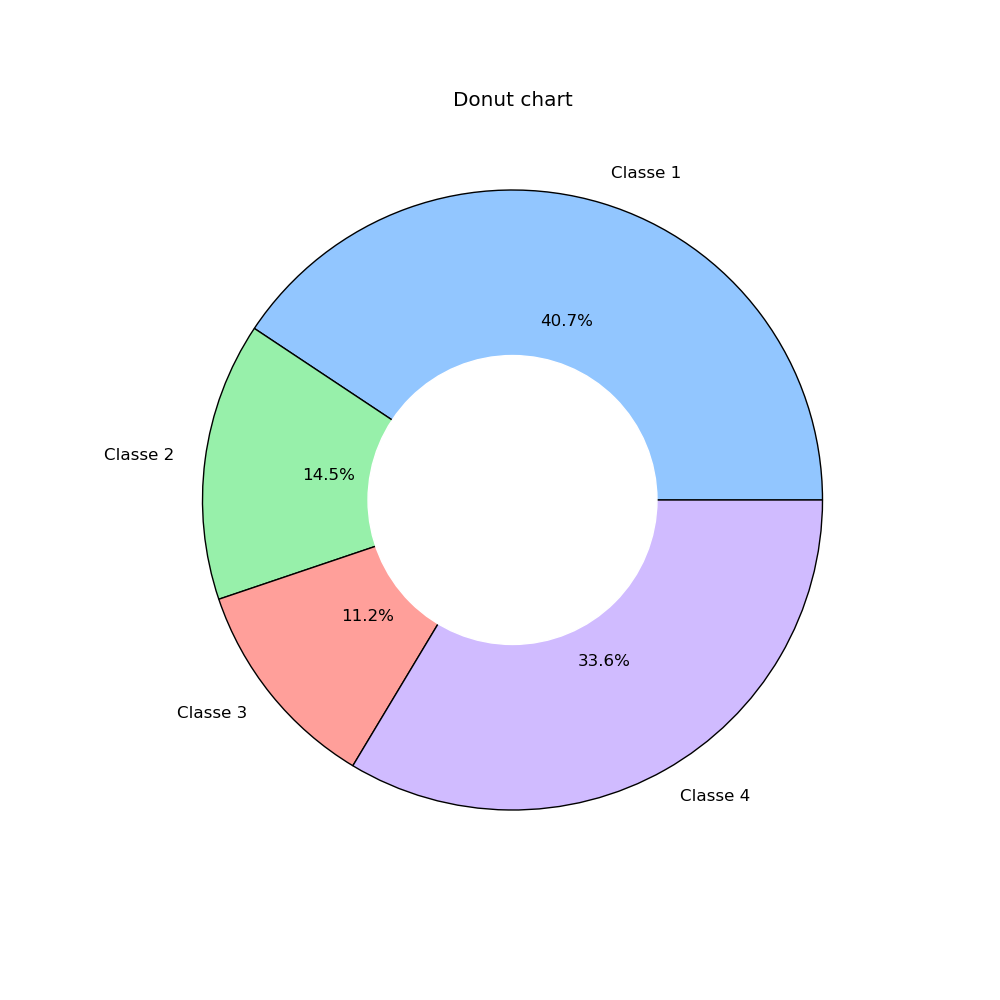 Donut chart
Classe 1
40.7%
Classe 2
14.5%
11.2%
33.6%
Classe 3
Classe 4